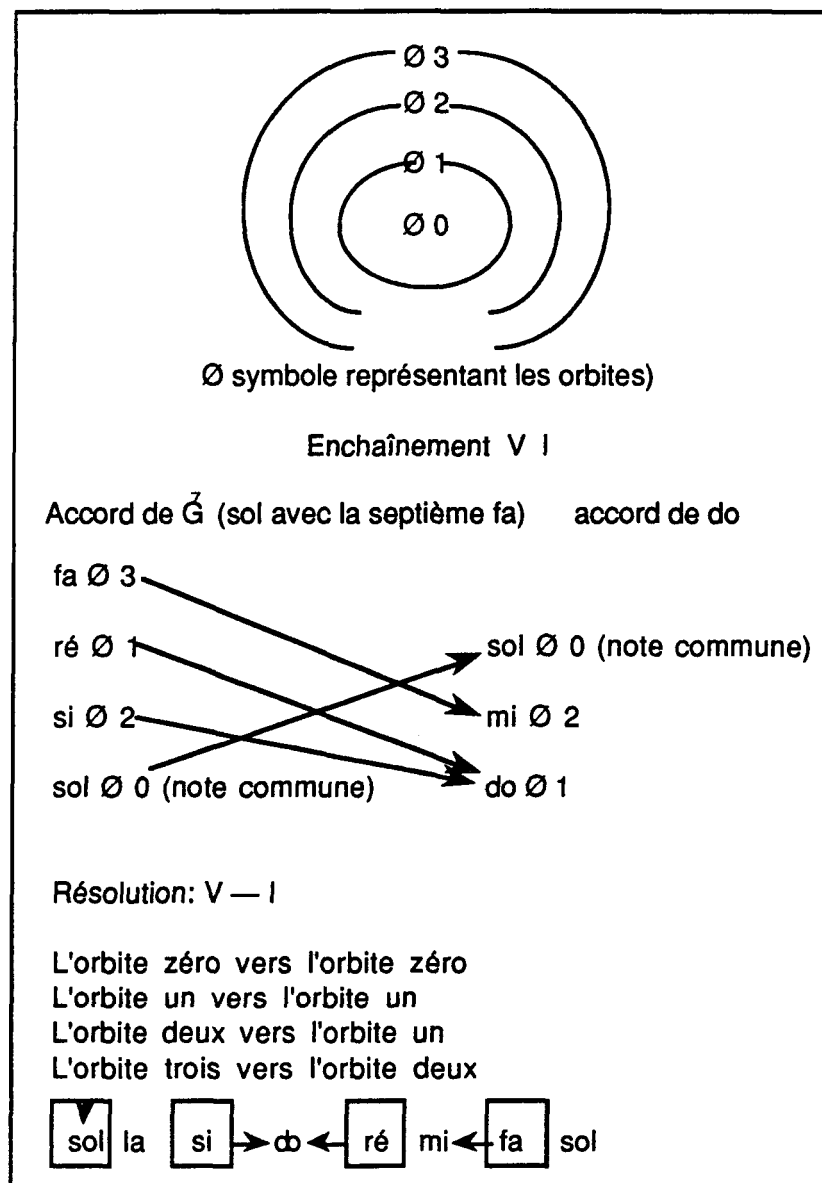 Ø 3
Ø 2
Ø 1
Ø 0
Ø symbole représentant les orbites)
Enchaînement V I
Accord de G7 (sol avec la septième fa) accord de do
fa Ø 3
ré Ø 1 sol Ø 0 (note commune)
si Ø 2 mi Ø 2
sol Ø 0 (note commune) do Ø 1
Résolution: V — I
L'orbite zéro vers l'orbite zéro
L'orbite un vers l'orbite un
L'orbite deux vers l'orbite un
L'orbite trois vers l'orbite deux
sol la si do ré mi fa sol